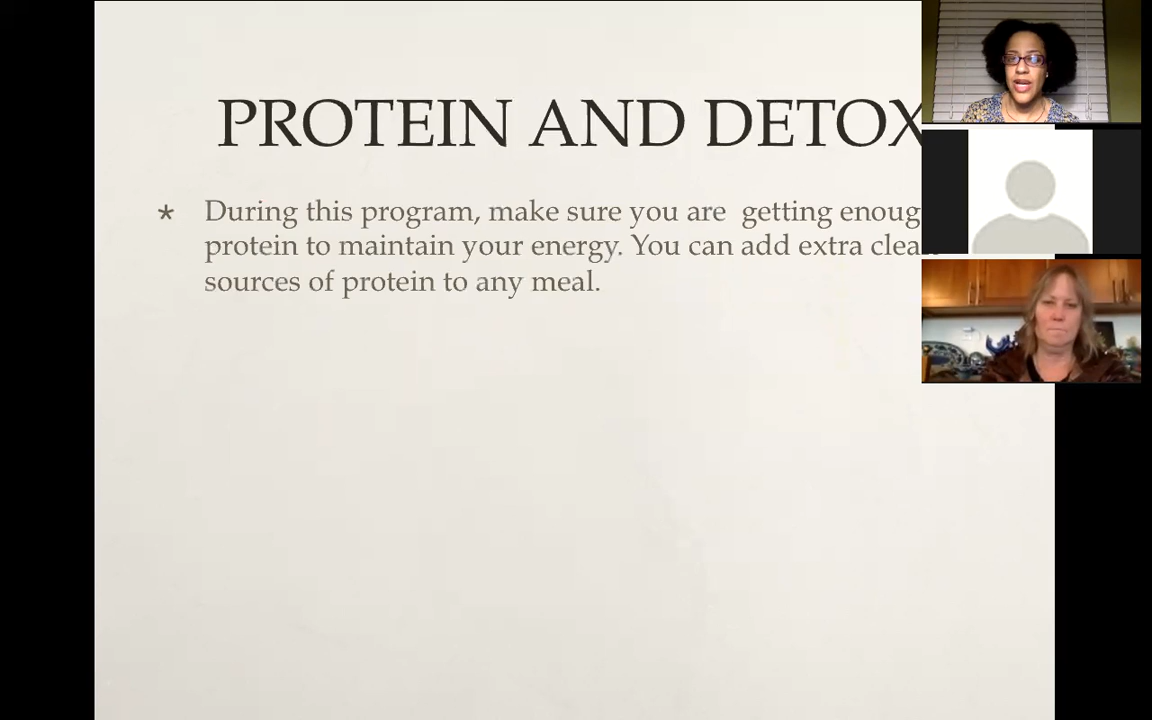 PROTEIN AND DETOX
* During this program, make sure you are  getting enoug
protein to maintain your energy. You can add extra clean
sources of protein to any meal.